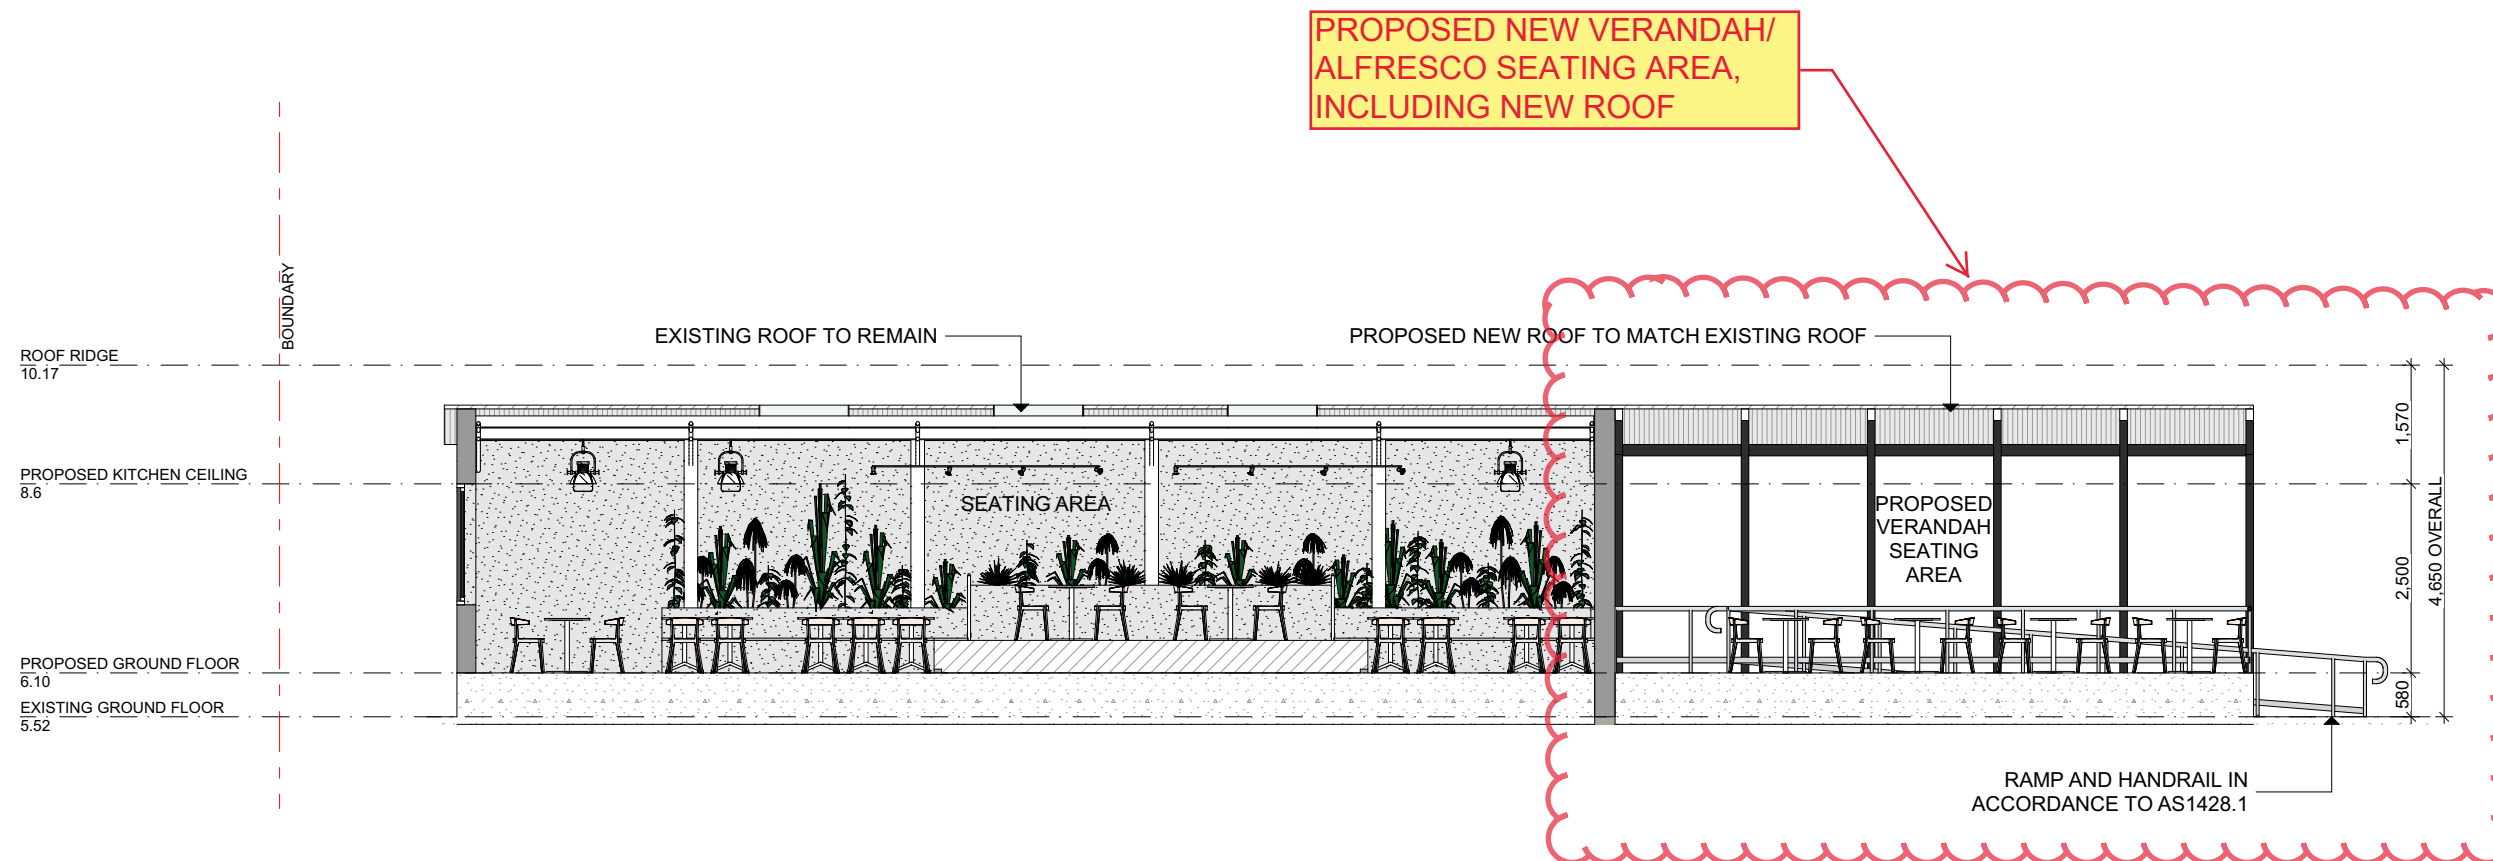 PROPOSED NEW VERANDAH/
ALFRESCO SEATING AREA,
INCLUDING NEW ROOF
BOUNDARY
EXISTING ROOF TO REMAIN
PROPOSED NEW ROOF TO MATCH EXISTING ROOF
ROOF RIDGE
10.17
1,570
PROPOSED KITCHEN CEILING
8.6
SEATING AREA
PROPOSED
VERANDAH
SEATING
AREA
2,500
4,650 OVERALL
PROPOSED GROUND FLOOR
6.10
580
EXISTING GROUND FLOOR
5.52
RAMP AND HANDRAIL IN
ACCORDANCE TO AS1428.1